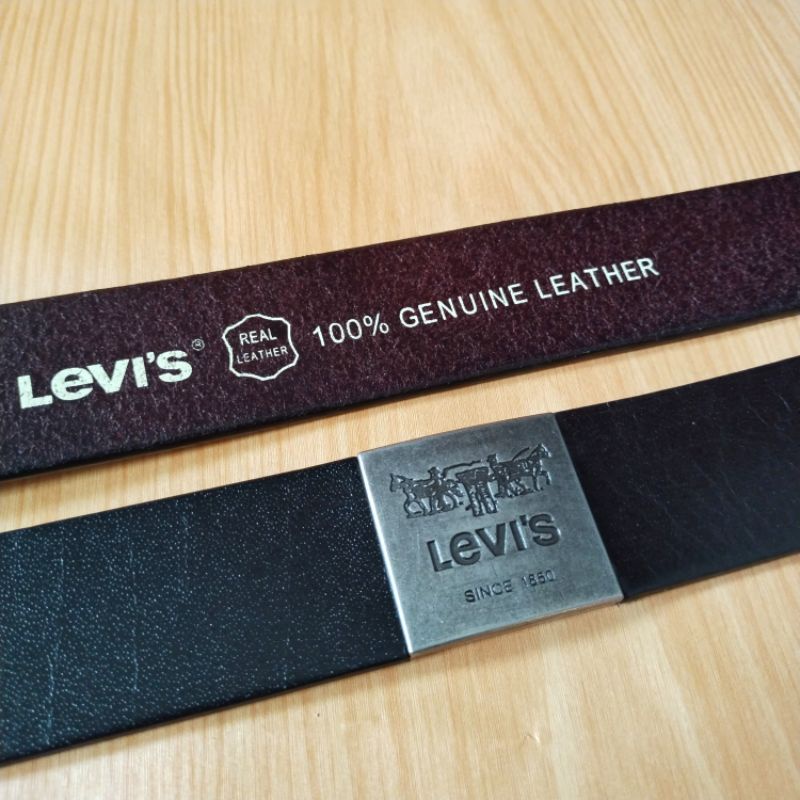 Levi's® REAL LEATHER 100% GENUINE LEATHER
Levi's
SINCE 1850